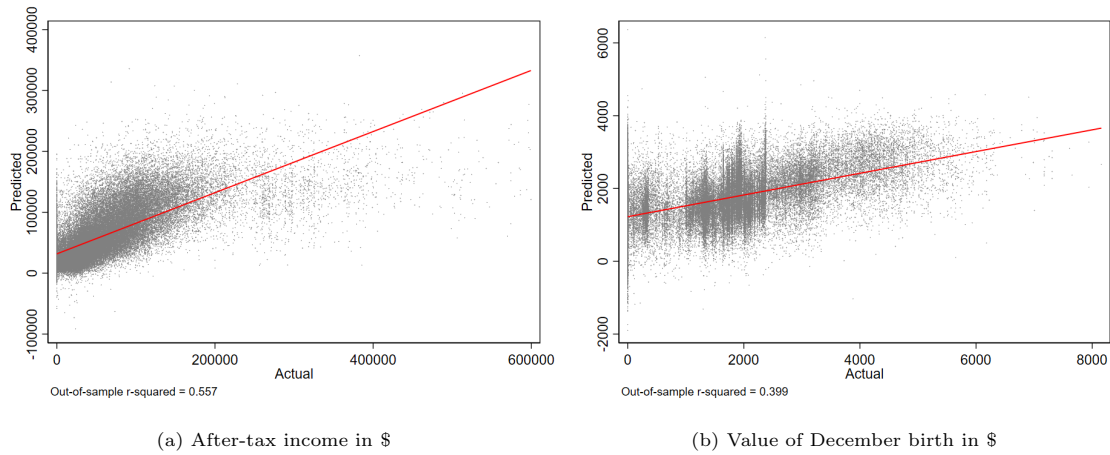 400000
300000
200000
100000
0
-100000
Predicted
0
200000
400000
600000
Actual
Out-of-sample r-squared = 0.557
(a) After-tax income in $
6000
4000
2000
0
-2000
Predicted
0
2000
4000
6000
8000
Actual
Out-of-sample r-squared = 0.399
(b) Value of December birth in $